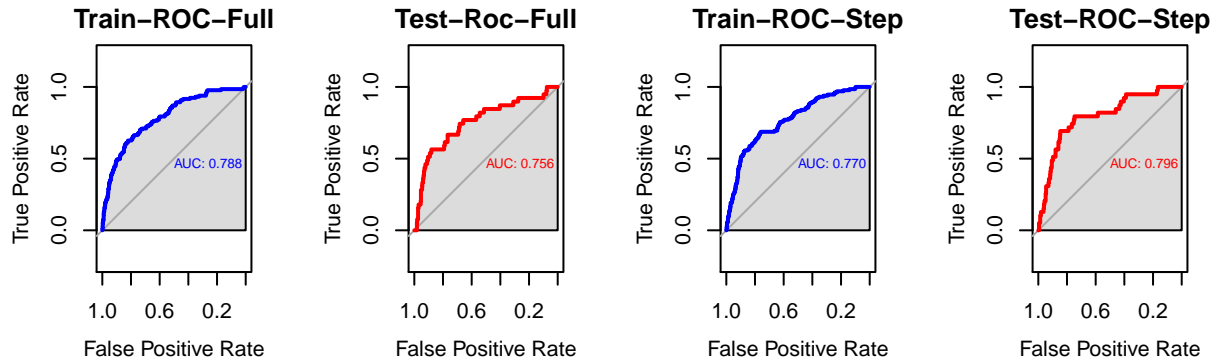 Train−ROC−Full
True Positive Rate
1.0
0.5
0.0
AUC: 0.788
1.0 0.6 0.2
False Positive Rate
Test−Roc−Full
True Positive Rate
1.0
0.5
0.0
AUC: 0.756
1.0 0.6 0.2
False Positive Rate
Train−ROC−Step
True Positive Rate
1.0
0.5
0.0
AUC: 0.770
1.0 0.6 0.2
False Positive Rate
Test−ROC−Step
True Positive Rate
1.0
0.5
0.0
AUC: 0.796
1.0 0.6 0.2
False Positive Rate